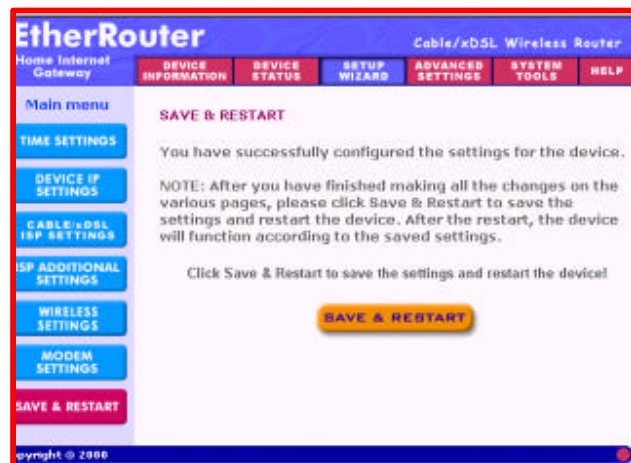 EtherRouter
Cable/xDSL Wireless Router
Home Internet
Gateway
DEVICE
INFORMATION
DEVICE
STATUS
SETUP
WIZARD
ADVANCED
SETTINGS
SYSTEM
TOOLS
HELP
Main menu
TIME SETTINGS
DEVICE IP
SETTINGS
CABLE/xDSL
ISP SETTINGS
ISP ADDITIONAL
SETTINGS
WIRELESS
SETTINGS
MODEM
SETTINGS
SAVE & RESTART
SAVE & RESTART
You have successfully configured the settings for the device.
NOTE: After you have finished making all the changes on the
various pages, please click Save & Restart to save the
settings and restart the device. After the restart, the device
will function according to the saved settings.
Click Save & Restart to save the settings and restart the device!
SAVE & RESTART
opyright © 2000